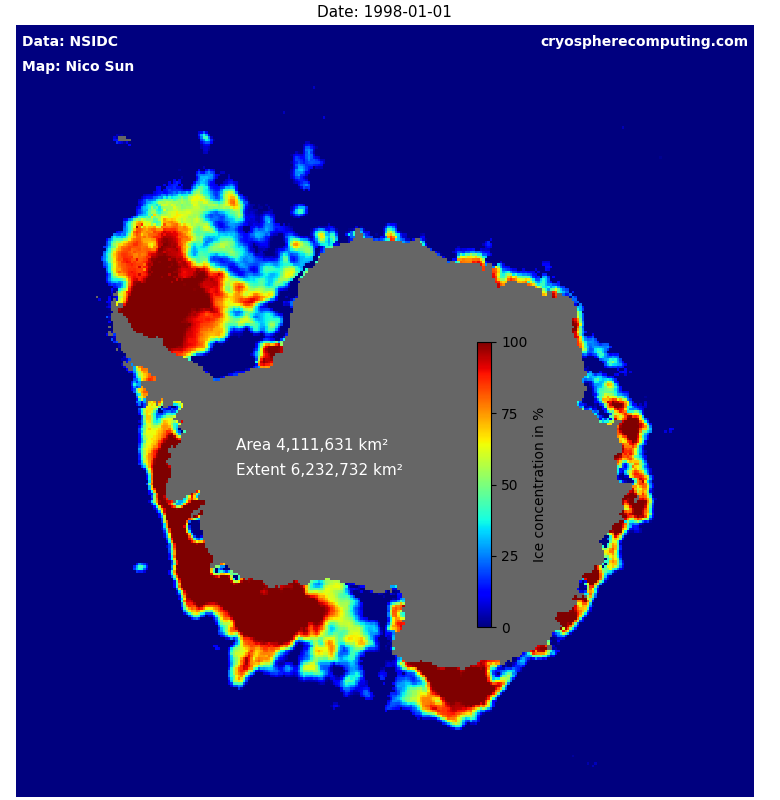 Date: 1998-01-01
Data: NSIDC
cryospherecomputing.com
Map: Nico Sun
100
75
50
25
0
Ice concentration in %
Area 4,111,631 km²
Extent 6,232,732 km²